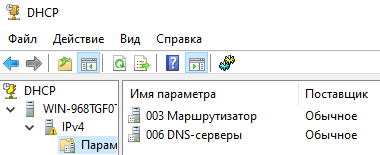 DHCP
Файл Действие Вид Справка
DHCP
WIN-968TGF0T
IPv4
Парам
Имя параметра Поставщик
003 Маршрутизатор Обычное
006 DNS-серверы Обычное